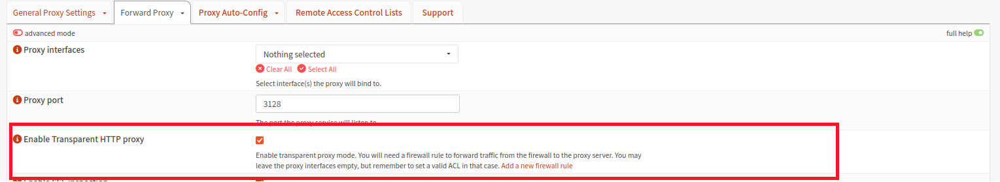 General Proxy Settings Forward Proxy Proxy Auto-Config Remote Access Control Lists Support
advanced mode full help
Proxy interfaces Nothing selected
Clear All Select All
Select interface(s) the proxy will bind to.
Proxy port 3128
The port the proxy service will listen to.
Enable Transparent HTTP proxy
Enable transparent proxy mode. You will need a firewall rule to forward traffic from the firewall to the proxy server. You may
leave the proxy interfaces empty, but remember to set a valid ACL in that case. Add a new firewall rule
Enable SSL inspection